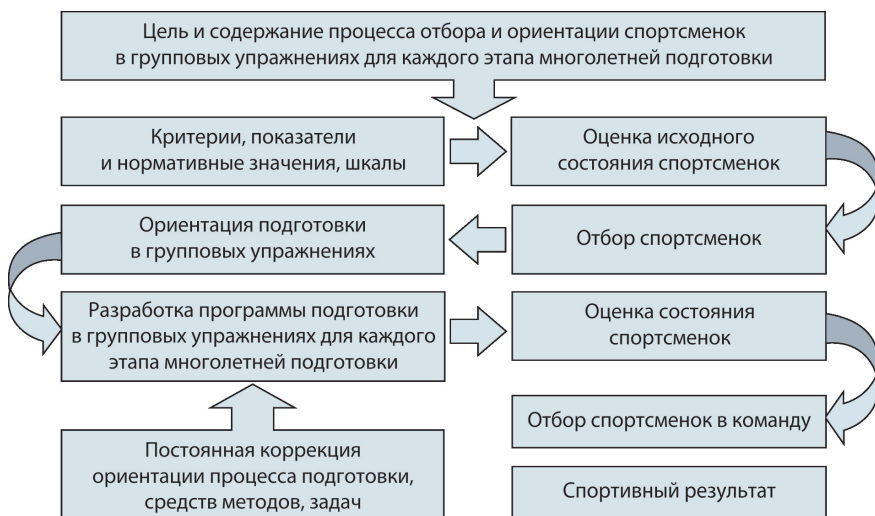 Цель и содержание процесса отбора и ориентации спортсменок
в групповых упражнениях для каждого этапа многолетней подготовки
Критерии, показатели
и нормативные значения, шкалы
Оценка исходного
состояния спортсменок
Ориентация подготовки
в групповых упражнениях
Отбор спортсменок
Разработка программы подготовки
в групповых упражнениях для каждого
этапа многолетней подготовки
Оценка состояния
спортсменок
Отбор спортсменок в команду
Постоянная коррекция
ориентации процесса подготовки,
средств методов, задач
Спортивный результат